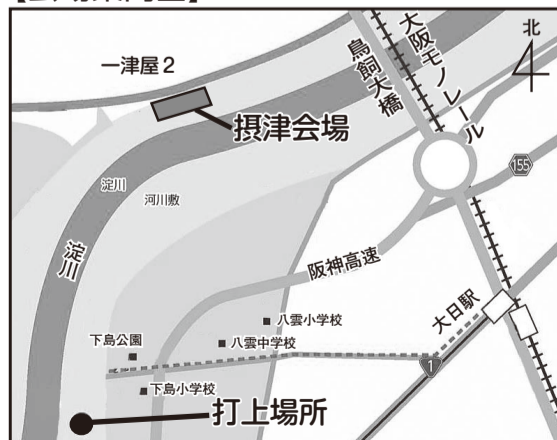 一津屋2
摂津会場
鳥飼大橋
大阪モノレール
北
155
淀川
河川敷
淀川
阪神高速
八雲小学校
八雲中学校
下島公園
下島小学校
大日駅
1
打上場所